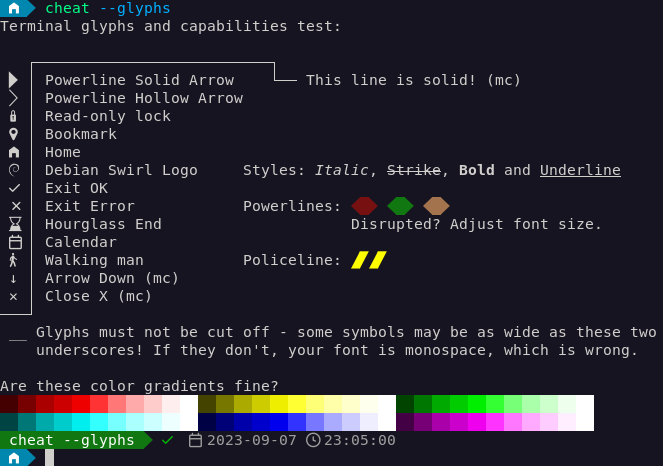 cheat --glyphs
Terminal glyphs and capabilities test:
Powerline Solid Arrow This line is solid! (mc)
Powerline Hollow Arrow
Read-only lock
Bookmark
Home
Debian Swirl Logo Styles: Italic, Strike, Bold and Underline
Exit OK
Exit Error Powerlines:
Hourglass End Disrupted? Adjust font size.
Calendar
Walking man Policeline:
↓ Arrow Down (mc)
× Close X (mc)
__ Glyphs must not be cut off - some symbols may be as wide as these two
underscores! If they don't, your font is monospace, which is wrong.
Are these color gradients fine?
cheat --glyphs ✓ 2023-09-07 23:05:00